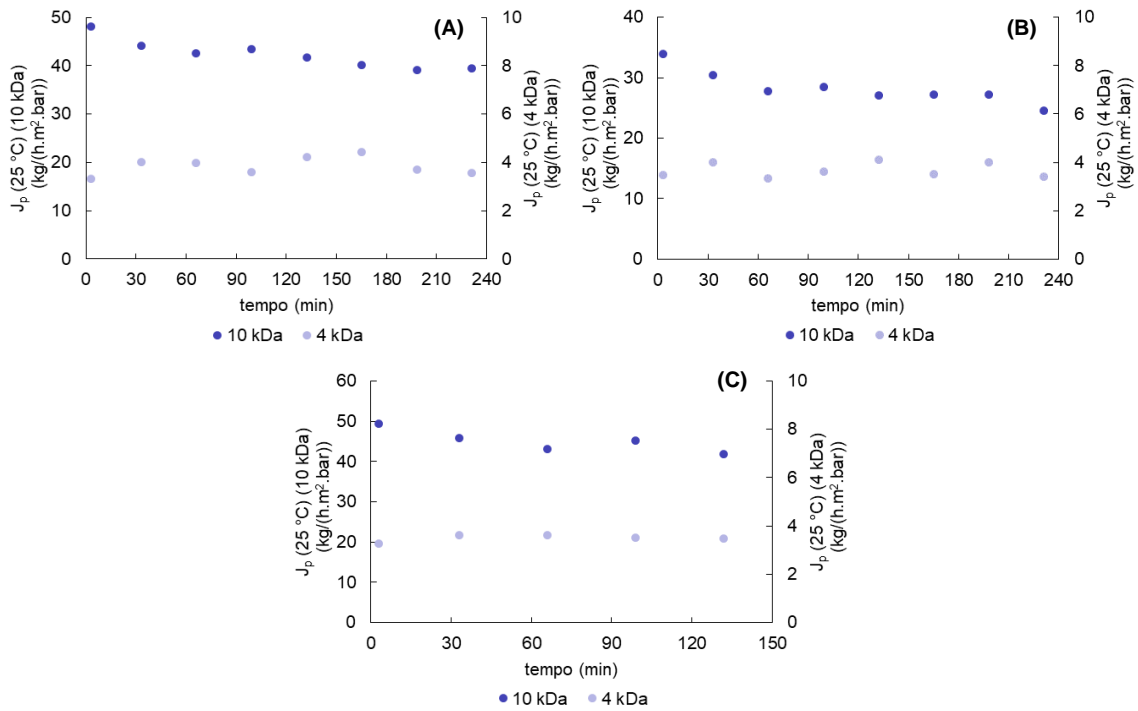 (A)
J_p (25 °C) (10 kDa)
(kg/(h.m².bar))
50
40
30
20
10
0
10
8
6
4
2
0
J_p (25 °C) (4 kDa)
(kg/(h.m².bar))
0 30 60 90 120 150 180 210 240
tempo (min)
10 kDa 4 kDa
(B)
J_p (25 °C) (10 kDa)
(kg/(h.m².bar))
40
30
20
10
0
10
8
6
4
2
0
J_p (25 °C) (4 kDa)
(kg/(h.m².bar))
0 30 60 90 120 150 180 210 240
tempo (min)
10 kDa 4 kDa
(C)
J_p (25 °C) (10 kDa)
(kg/(h.m².bar))
60
50
40
30
20
10
0
10
8
6
4
2
0
J_p (25 °C) (4 kDa)
(kg/(h.m².bar))
0 30 60 90 120 150
tempo (min)
10 kDa 4 kDa